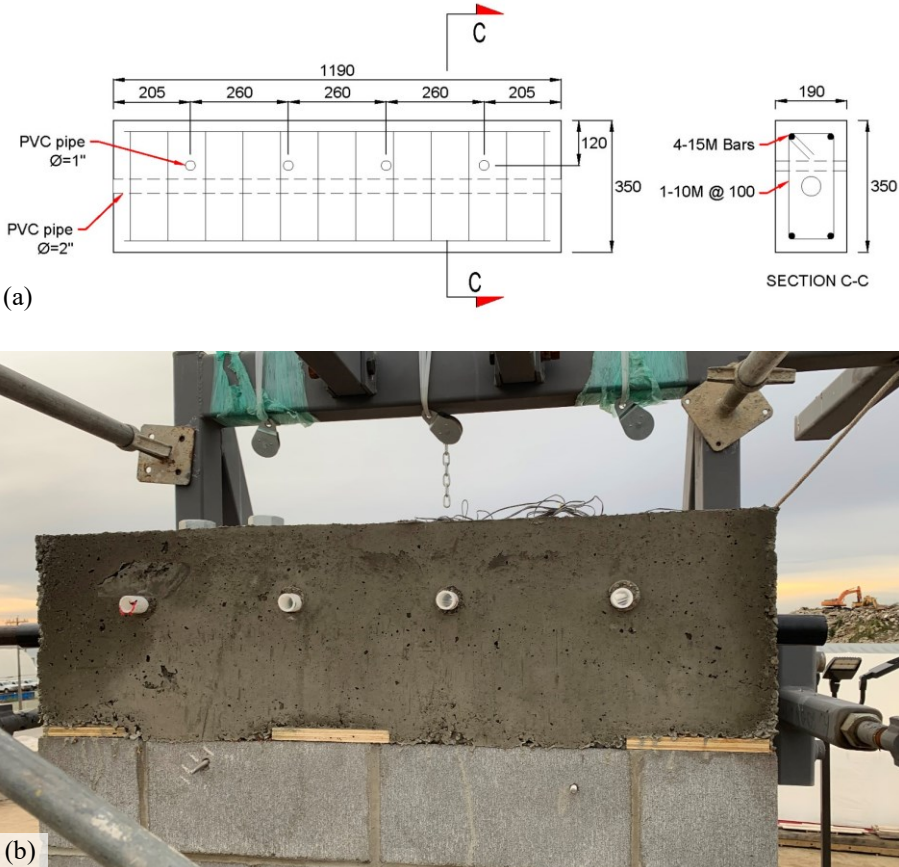 C
1190
205 260 260 260 205
190
PVC pipe
Ø=1"
120
350
PVC pipe
Ø=2"
4-15M Bars
1-10M @ 100
350
SECTION C-C
C
(a)
(b)